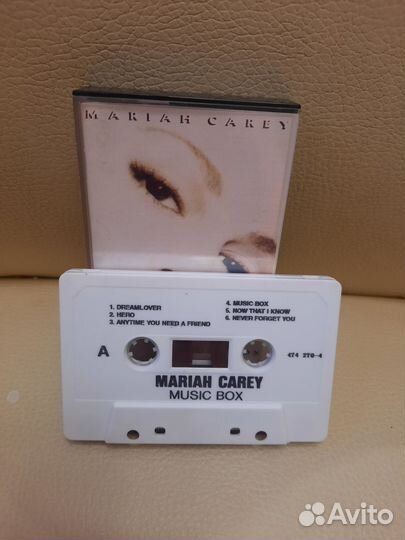 MARIAH CAREY
1. DREAMLOVER
2. HERO
3. ANYTIME YOU NEED A FRIEND
4. MUSIC BOX
5. NOW THAT I KNOW
6. NEVER FORGET YOU
A
474 270-4
MARIAH CAREY
MUSIC BOX
Avito